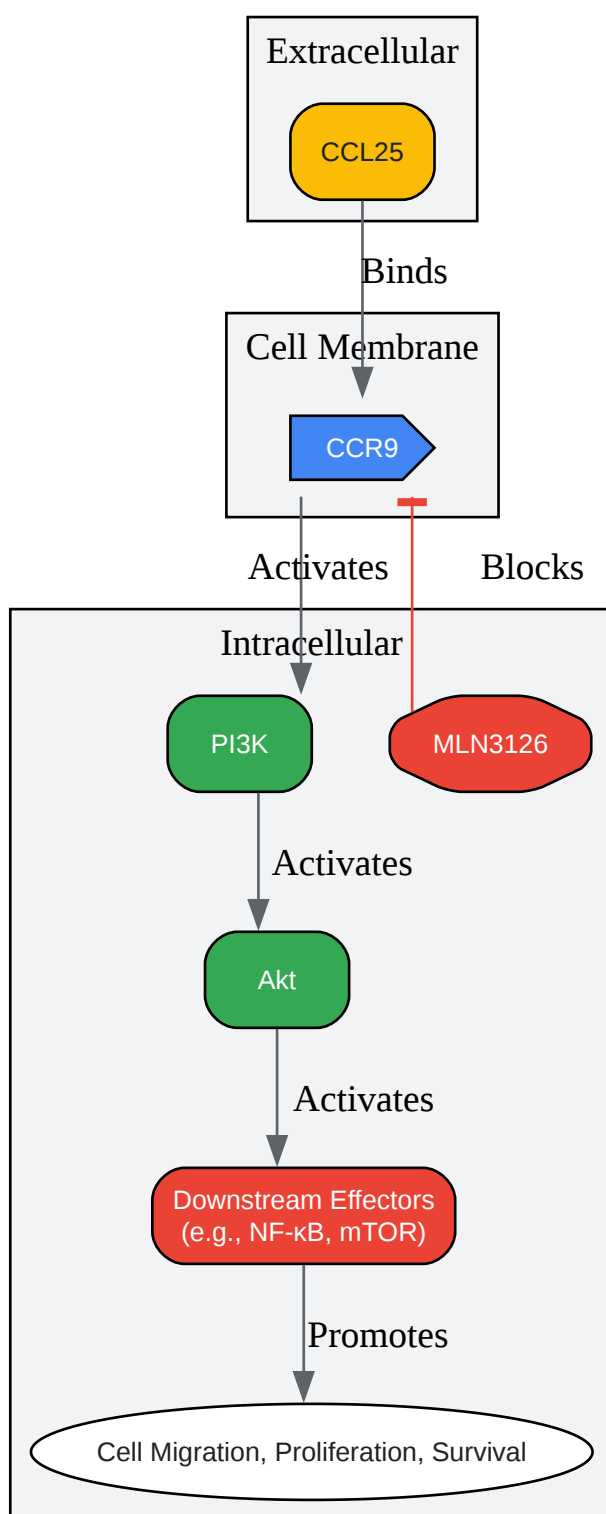 Extracellular
CCL25
Binds
Cell Membrane
CCR9
Activates
Blocks
Intracellular
PI3K
MLN3126
Activates
Akt
Activates
Downstream Effectors
(e.g., NF-κB, mTOR)
Promotes
Cell Migration, Proliferation, Survival